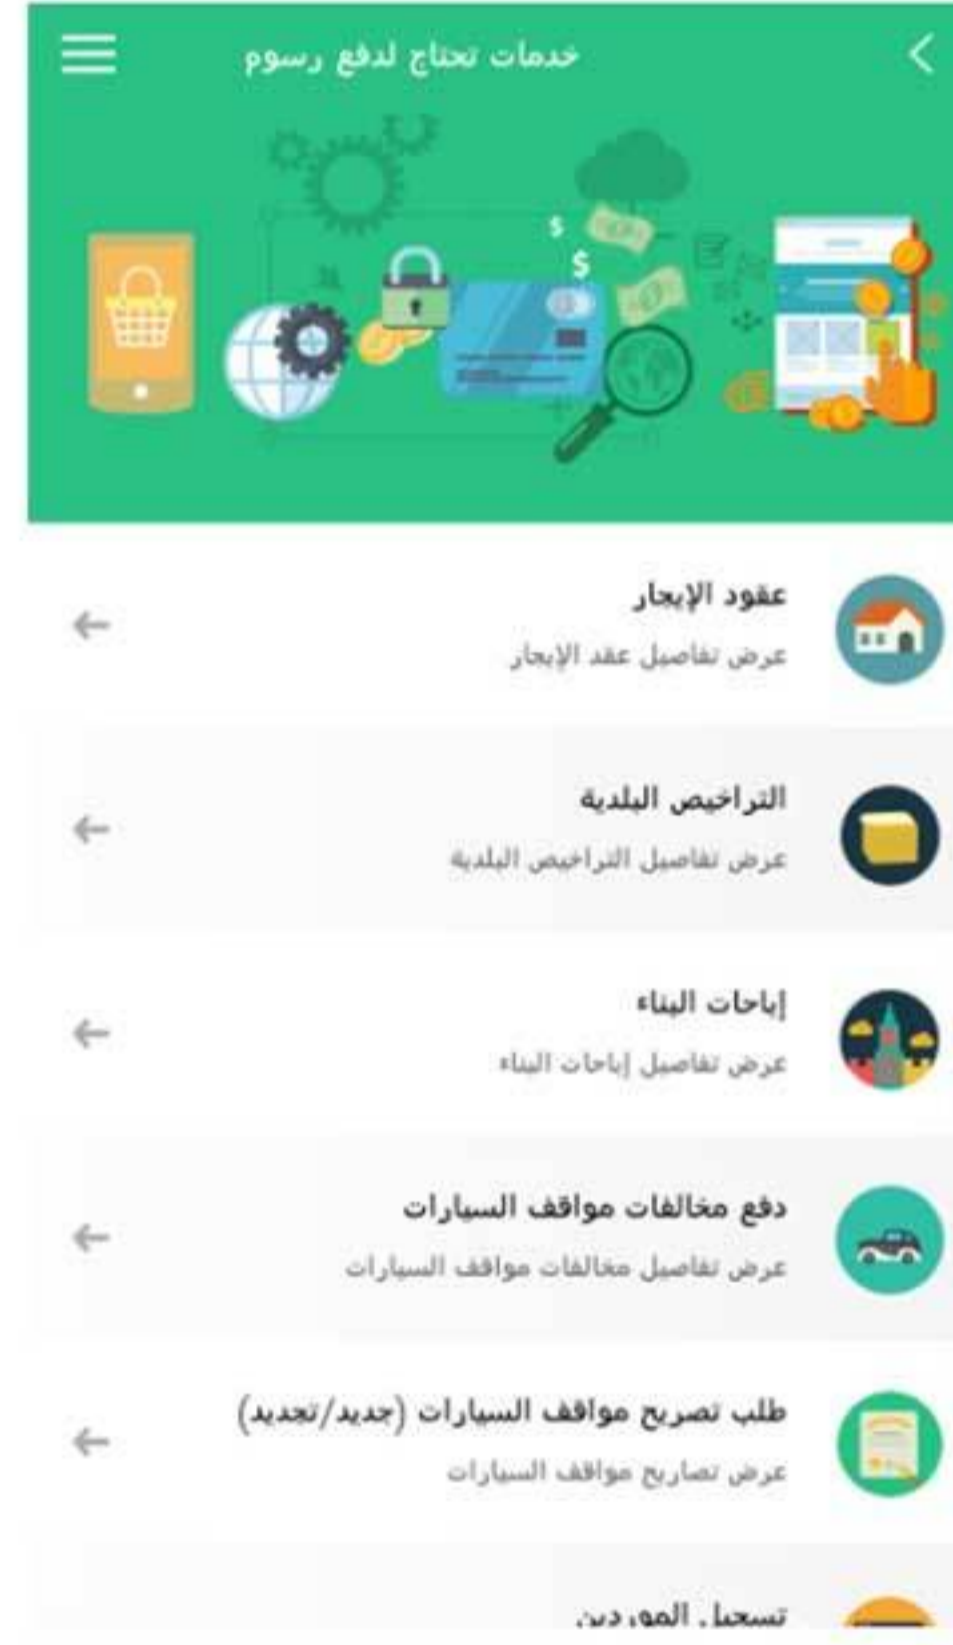 خدمات تحتاج لدفع رسوم
عقود الإيجار
عرض تفاصيل عقد الإيجار
التراخيص البلدية
عرض تفاصيل التراخيص البلدية
إباحات البناء
عرض تفاصيل إباحات البناء
دفع مخالفات مواقف السيارات
عرض تفاصيل مخالفات مواقف السيارات
طلب تصريح مواقف السيارات (جديد/تجديد)
عرض تصاريح مواقف السيارات
تسجيل الموردين